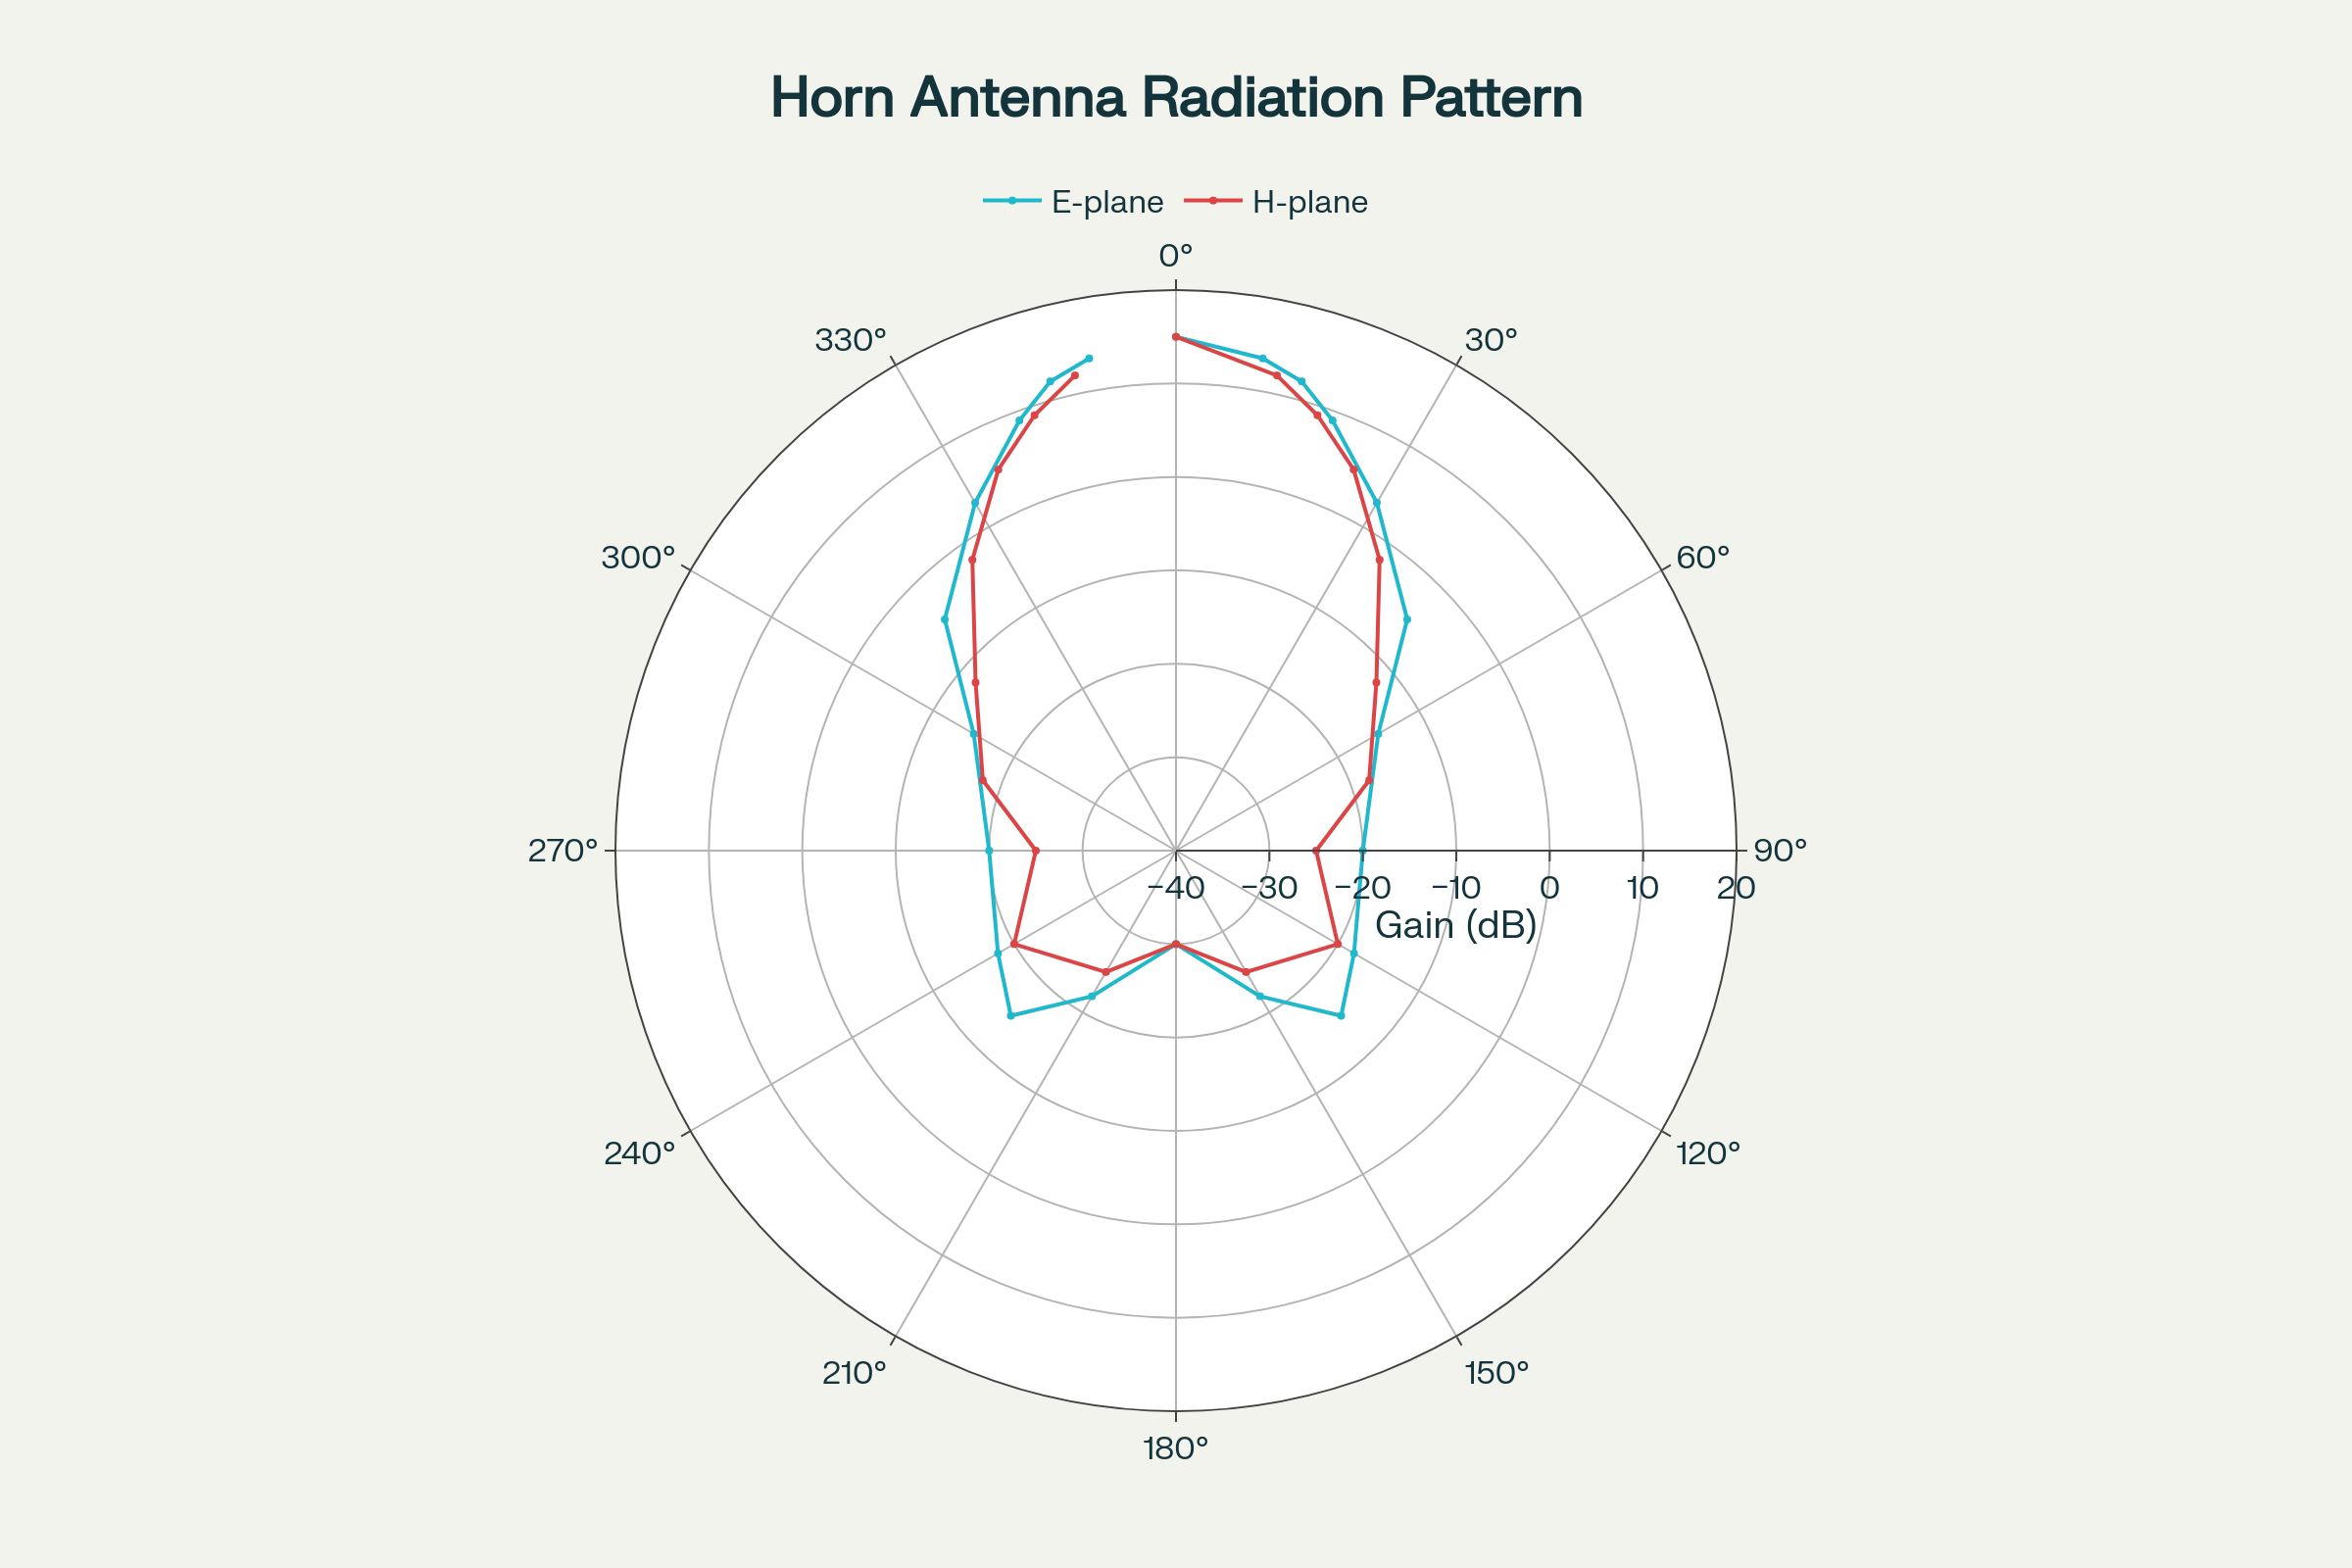 Horn Antenna Radiation Pattern
E-plane H-plane
0°
330° 30°
300° 60°
270° 90°
−40 −30 −20 −10 0 10 20
Gain (dB)
240° 120°
210° 150°
180°